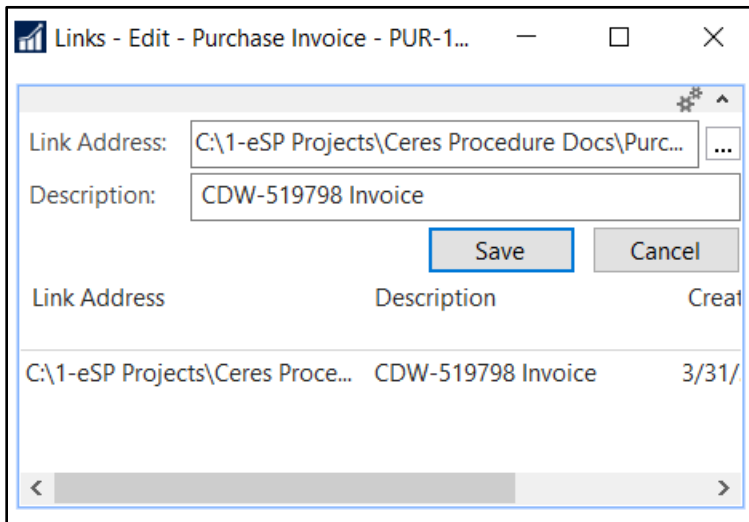 Links - Edit - Purchase Invoice - PUR-1...
Link Address: C:\1-eSP Projects\Ceres Procedure Docs\Purc... ...
Description: CDW-519798 Invoice
Save Cancel
Link Address Description Creat
C:\1-eSP Projects\Ceres Proce... CDW-519798 Invoice 3/31/